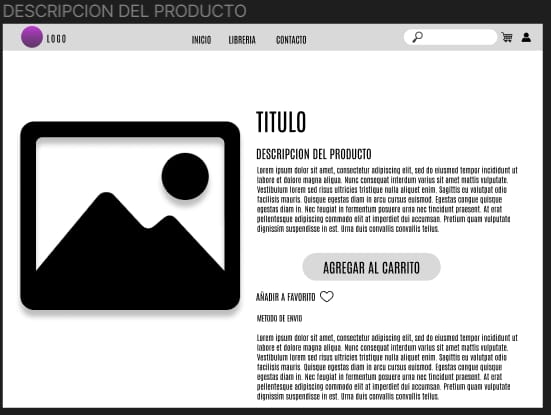 DESCRIPCION DEL PRODUCTO
LOGO
INICIO LIBRERIA CONTACTO
TITULO
DESCRIPCION DEL PRODUCTO
Lorem ipsum dolor sit amet, consectetur adipiscing elit, sed do eiusmod tempor incididunt ut
labore et dolore magna aliqua. Nunc consequat interdum varius sit amet mattis vulputate.
Vestibulum lorem sed risus ultricies tristique nulla aliquet enim. Sagittis eu volutpat odio
facilisis mauris. Quisque egestas diam in arcu cursus euismod. Egestas congue quisque
egestas diam in. Nec feugiat in fermentum posuere urna nec tincidunt praesent. At erat
pellentesque adipiscing commodo elit at imperdiet dui accumsan. Pretium quam vulputate
dignissim suspendisse in est. Urna duis convallis convallis tellus.
AGREGAR AL CARRITO
AÑADIR A FAVORITO
METODO DE ENVIO
Lorem ipsum dolor sit amet, consectetur adipiscing elit, sed do eiusmod tempor incididunt ut
labore et dolore magna aliqua. Nunc consequat interdum varius sit amet mattis vulputate.
Vestibulum lorem sed risus ultricies tristique nulla aliquet enim. Sagittis eu volutpat odio
facilisis mauris. Quisque egestas diam in arcu cursus euismod. Egestas congue quisque
egestas diam in. Nec feugiat in fermentum posuere urna nec tincidunt praesent. At erat
pellentesque adipiscing commodo elit at imperdiet dui accumsan. Pretium quam vulputate
dignissim suspendisse in est. Urna duis convallis convallis tellus.